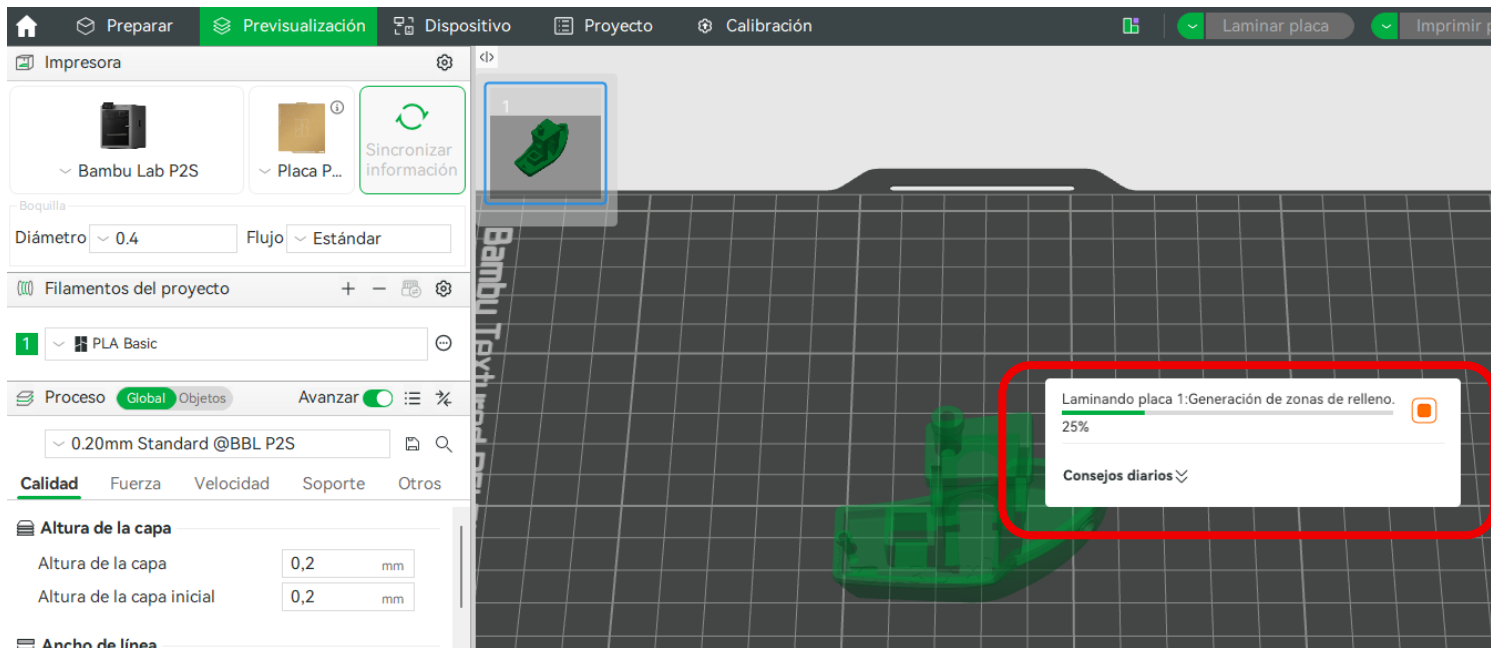 Preparar Previsualización Dispositivo Proyecto Calibración Laminar placa Imprimir
Impresora
Bambu Lab P2S
Placa P...
Sincronizar
información
Boquilla
Diámetro 0.4 Flujo Estándar
Filamentos del proyecto
1 PLA Basic
Proceso Global Objetos Avanzar
0.20mm Standard @BBL P2S
Calidad Fuerza Velocidad Soporte Otros
Altura de la capa
Altura de la capa 0,2 mm
Altura de la capa inicial 0,2 mm
Ancho de línea
1
Bambu Textured
Laminando placa 1:Generación de zonas de relleno.
25%
Consejos diarios